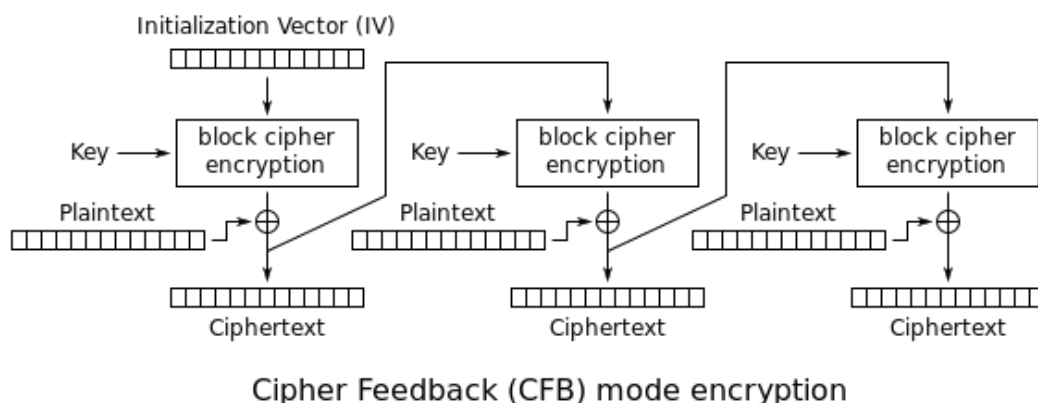 Initialization Vector (IV)
Key
block cipher
encryption
Key
block cipher
encryption
Key
block cipher
encryption
Plaintext
Plaintext
Plaintext
Ciphertext
Ciphertext
Ciphertext
Cipher Feedback (CFB) mode encryption